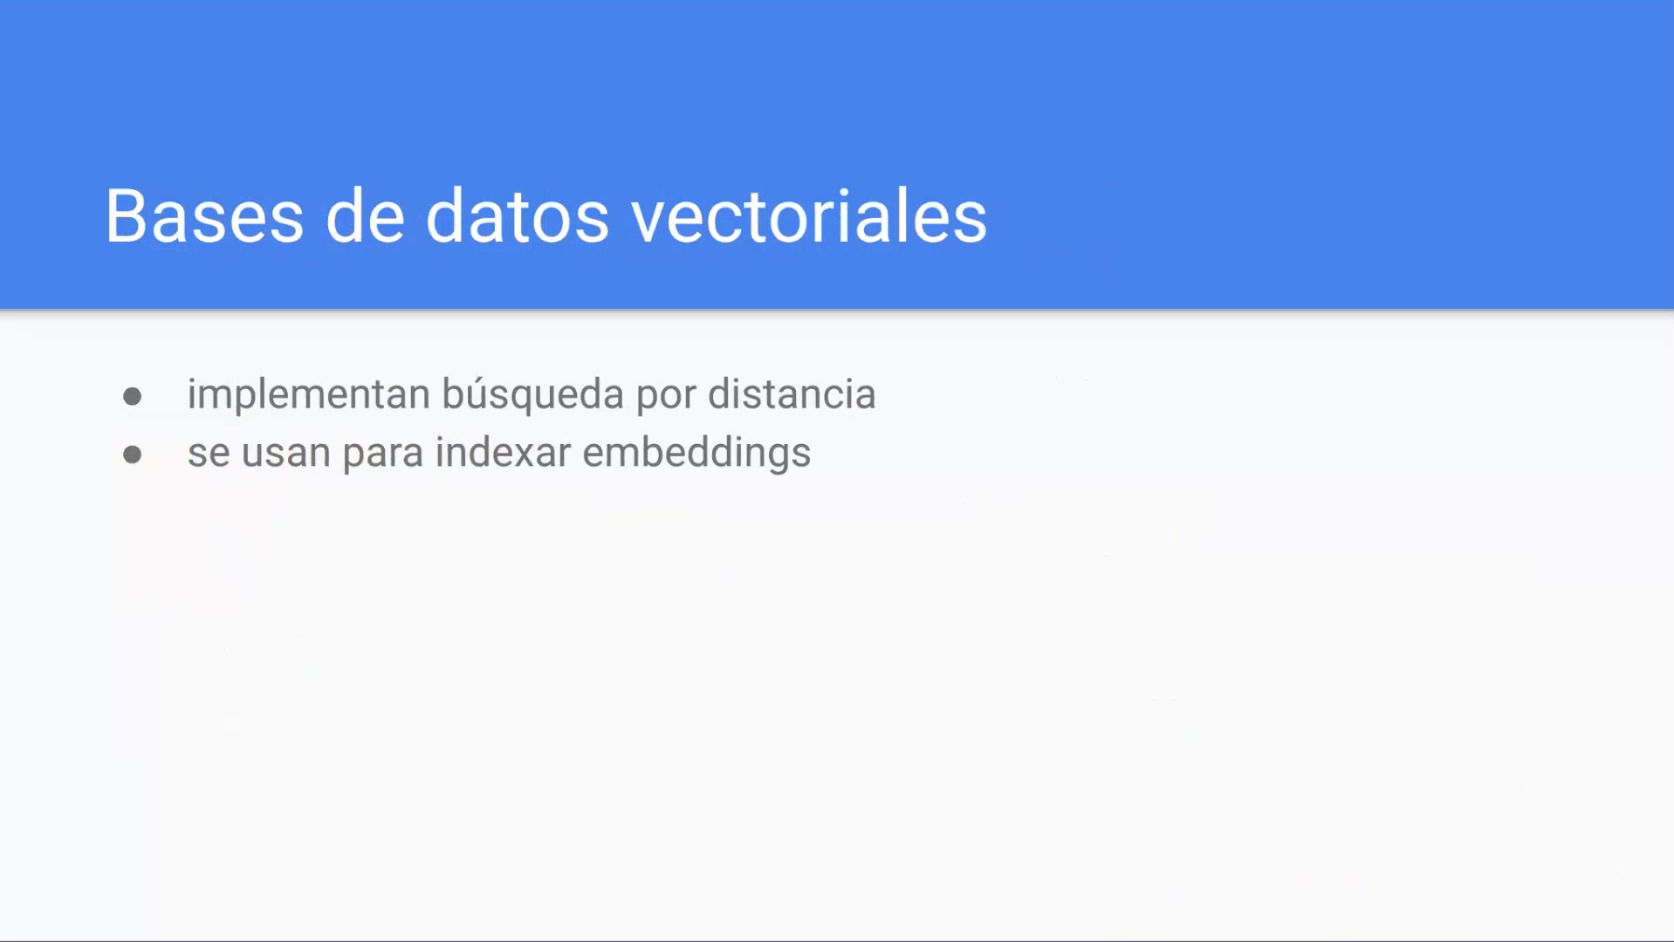 Bases de datos vectoriales
● implementan búsqueda por distancia
● se usan para indexar embeddings